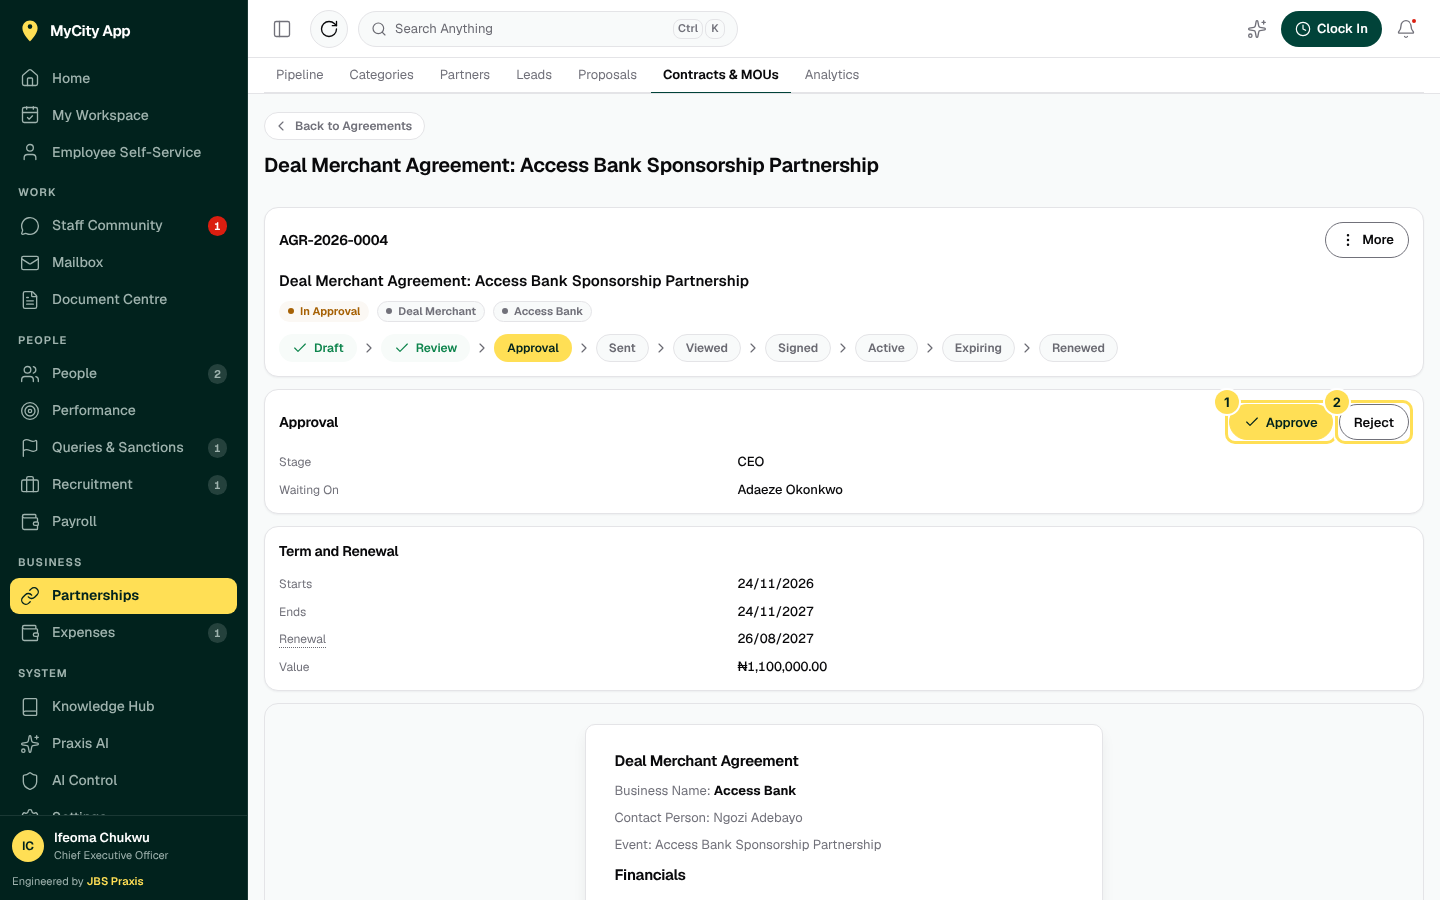 MyCity App
Home
My Workspace
Employee Self-Service
WORK
Staff Community 1
Mailbox
Document Centre
PEOPLE
People 2
Performance
Queries & Sanctions 1
Recruitment 1
Payroll
BUSINESS
Partnerships
Expenses 1
SYSTEM
Knowledge Hub
Praxis AI
AI Control
IC
Ifeoma Chukwu
Chief Executive Officer
Engineered by JBS Praxis
Search Anything Ctrl K
Clock In
Pipeline Categories Partners Leads Proposals Contracts & MOUs Analytics
Back to Agreements
Deal Merchant Agreement: Access Bank Sponsorship Partnership
AGR-2026-0004 More
Deal Merchant Agreement: Access Bank Sponsorship Partnership
In Approval Deal Merchant Access Bank
Draft Review Approval Sent Viewed Signed Active Expiring Renewed
1 2
Approval Approve Reject
Stage CEO
Waiting On Adaeze Okonkwo
Term and Renewal
Starts 24/11/2026
Ends 24/11/2027
Renewal 26/08/2027
Value ₦1,100,000.00
Deal Merchant Agreement
Business Name: Access Bank
Contact Person: Ngozi Adebayo
Event: Access Bank Sponsorship Partnership
Financials